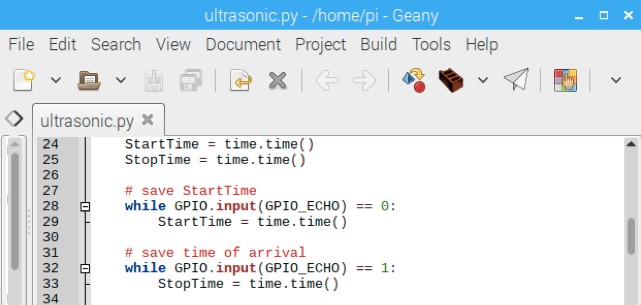 ultrasonic.py - /home/pi - Geany
File Edit Search View Document Project Build Tools Help
ultrasonic.py
24 StartTime = time.time()
25 StopTime = time.time()
26
27 # save StartTime
28 while GPIO.input(GPIO_ECHO) == 0:
29 StartTime = time.time()
30
31 # save time of arrival
32 while GPIO.input(GPIO_ECHO) == 1:
33 StopTime = time.time()
34